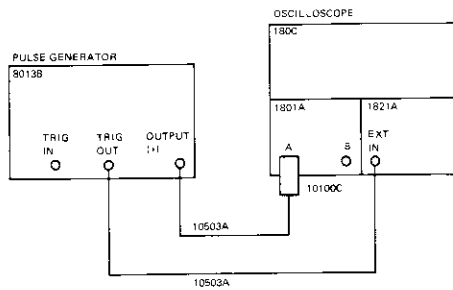 OSCILLOSCOPE
180C
PULSE GENERATOR
8013B
1801A
1821A
TRIG IN
TRIG OUT
OUTPUT (+)
A
B
EXT IN
10100C
10503A
10503A